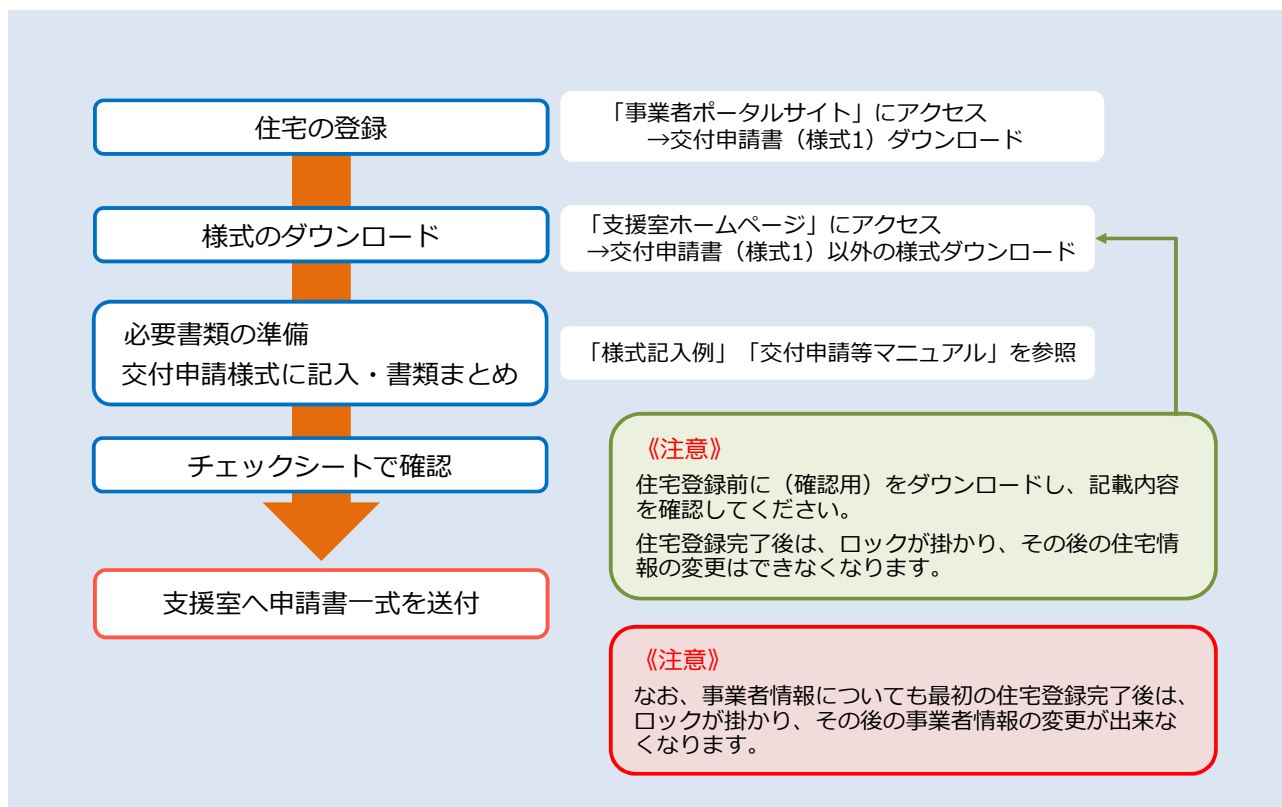 住宅の登録
「事業者ポータルサイト」にアクセス
→交付申請書（様式1）ダウンロード
様式のダウンロード
「支援室ホームページ」にアクセス
→交付申請書（様式1）以外の様式ダウンロード
必要書類の準備
交付申請様式に記入・書類まとめ
「様式記入例」「交付申請等マニュアル」を参照
チェックシートで確認
支援室へ申請書一式を送付
《注意》
住宅登録前に（確認用）をダウンロードし、記載内容
を確認してください。
住宅登録完了後は、ロックが掛かり、その後の住宅情
報の変更はできなくなります。
《注意》
なお、事業者情報についても最初の住宅登録完了後は、
ロックが掛かり、その後の事業者情報の変更が出来な
くなります。